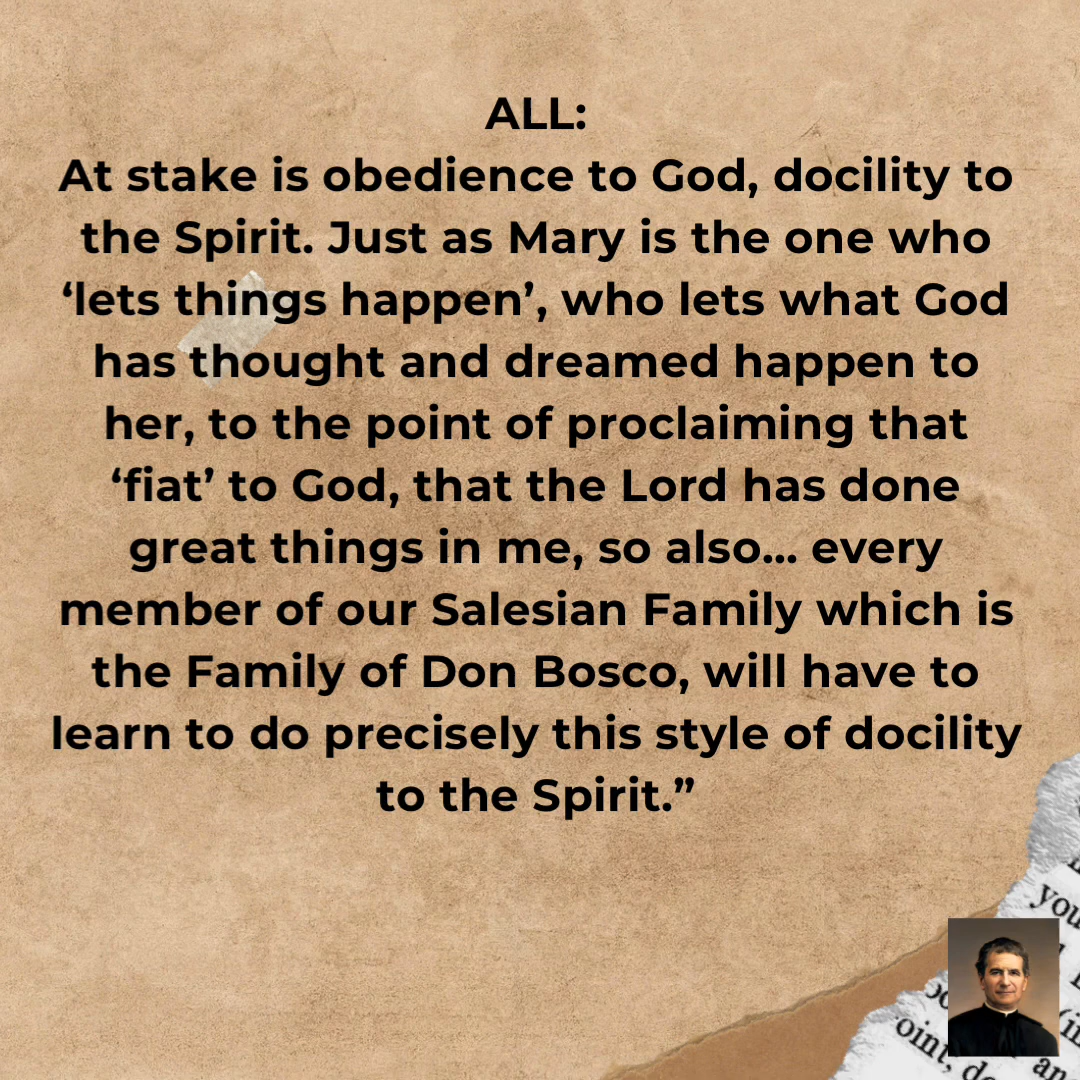 ALL:
At stake is obedience to God, docility to
the Spirit. Just as Mary is the one who
‘lets things happen’, who lets what God
has thought and dreamed happen to
her, to the point of proclaiming that
‘fiat’ to God, that the Lord has done
great things in me, so also... every
member of our Salesian Family which is
the Family of Don Bosco, will have to
learn to do precisely this style of docility
to the Spirit.”
you
oint,